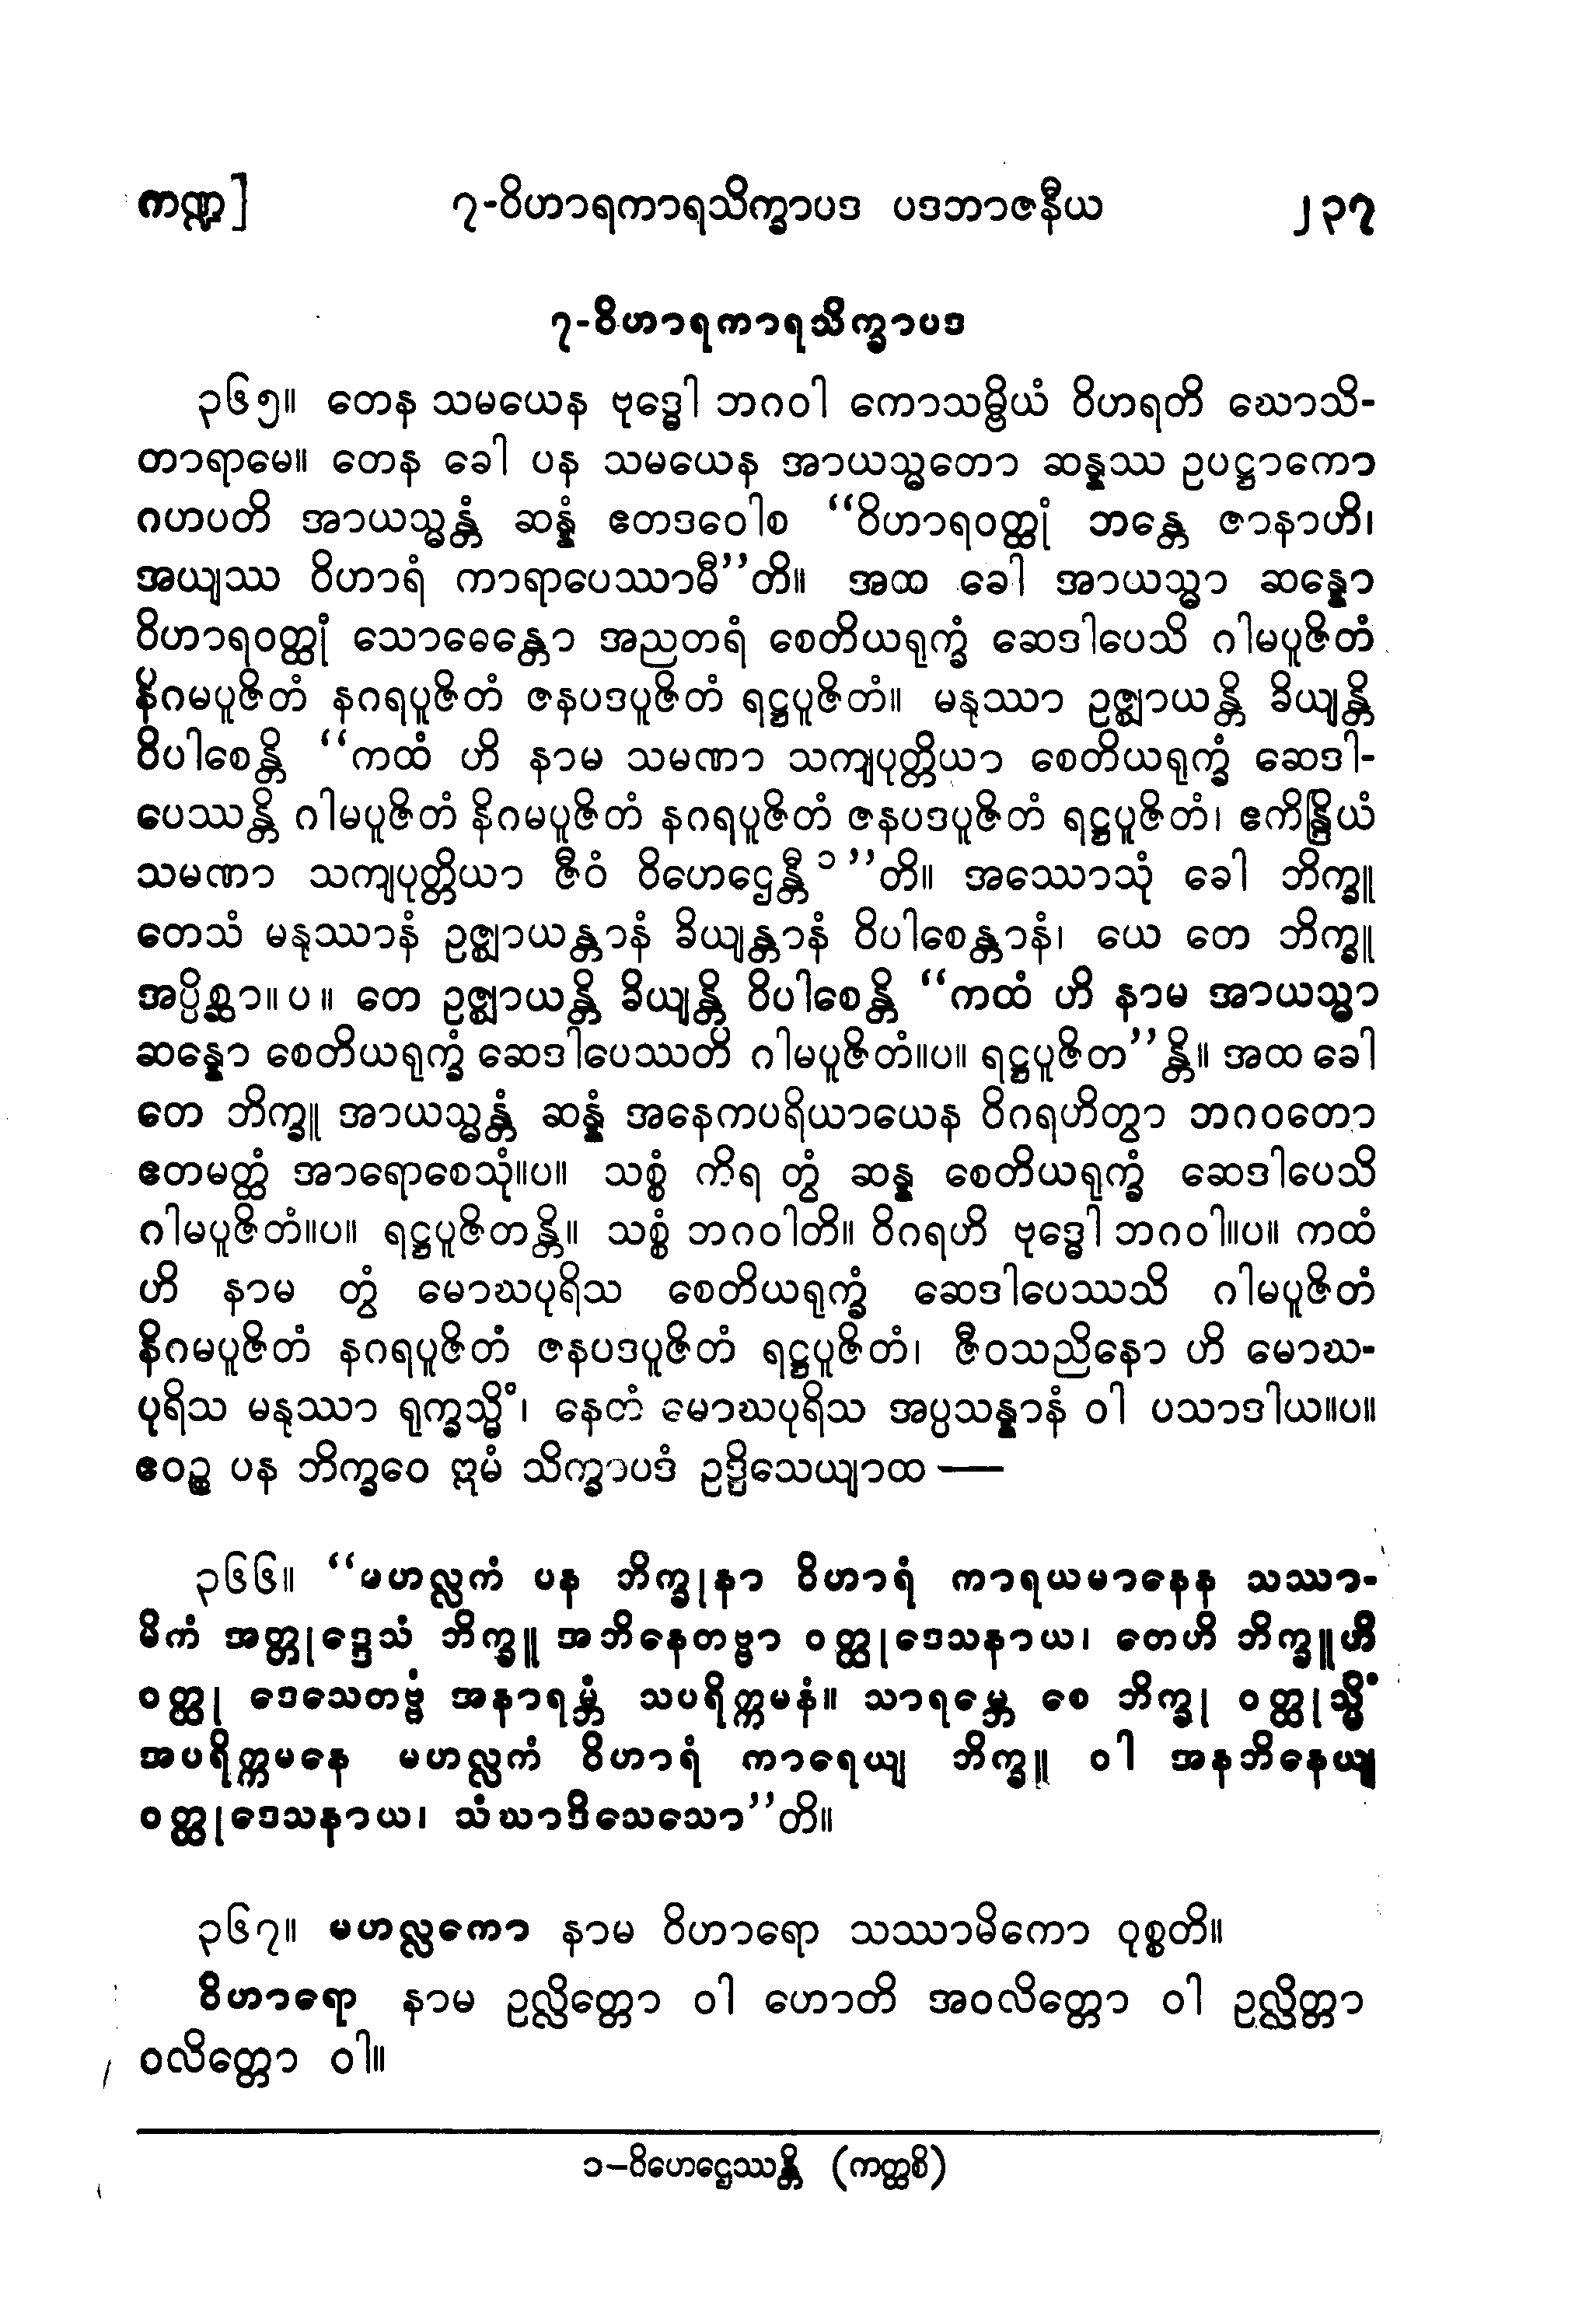 ကဏ္ဍ]	၇-ဝိဟာရကာရသိက္ခာပဒ ပဒဘာဇနီယ	၂၃၇
၇-ဝိဟာရကာရသိက္ခာပဒ
၃၆၅။ တေန သမယေန ဗုဒ္ဓေါ ဘဂဝါ ကောသမ္ဗိယံ ဝိဟရတိ ဃောသိ-
တာရာမေ။ တေန ခေါ ပန သမယေန အာယသ္မတော ဆန္နဿ ဥပဋ္ဌာကော
ဂဟပတိ အာယသ္မန္တံ ဆန္နံ ဧတဒဝေါစ “ဝိဟာရဝတ္ထုံ ဘန္တေ ဇာနာဟိ၊
အယျဿ ဝိဟာရံ ကာရာပေဿာမီ”တိ။ အထ ခေါ အာယသ္မာ ဆန္နော
ဝိဟာရဝတ္ထုံ သောဓေန္တော အညတရံ စေတိယရုက္ခံ ဆေဒါပေသိ ဂါမပူဇိတံ
နိဂမပူဇိတံ နဂရပူဇိတံ ဇနပဒပူဇိတံ ရဋ္ဌပူဇိတံ။ မနုဿာ ဥဇ္ဈာယန္တိ ခိယျန္တိ
ဝိပါစေန္တိ “ကထံ ဟိ နာမ သမဏာ သကျပုတ္တိယာ စေတိယရုက္ခံ ဆေဒါ-
ပေဿန္တိ ဂါမပူဇိတံ နိဂမပူဇိတံ နဂရပူဇိတံ ဇနပဒပူဇိတံ ရဋ္ဌပူဇိတံ၊ ဧကိန္ဒြိယံ
သမဏာ သကျပုတ္တိယာ ဇီဝံ ဝိဟေဌေန္တီ၁”တိ။ အဿောသုံ ခေါ ဘိက္ခူ
တေသံ မနုဿာနံ ဥဇ္ဈာယန္တာနံ ခိယျန္တာနံ ဝိပါစေန္တာနံ၊ ယေ တေ ဘိက္ခူ
အပ္ပိစ္ဆာ။ပ။ တေ ဥဇ္ဈာယန္တိ ခိယျန္တိ ဝိပါစေန္တိ “ကထံ ဟိ နာမ အာယသ္မာ
ဆန္နော စေတိယရုက္ခံ ဆေဒါပေဿတိ ဂါမပူဇိတံ။ပ။ ရဋ္ဌပူဇိတ”န္တိ။ အထ ခေါ
တေ ဘိက္ခူ အာယသ္မန္တံ ဆန္နံ အနေကပရိယာယေန ဝိဂရဟိတွာ ဘဂဝတော
ဧတမတ္ထံ အာရောစေသုံ။ပ။ သစ္စံ ကိရ တွံ ဆန္န စေတိယရုက္ခံ ဆေဒါပေသိ
ဂါမပူဇိတံ။ပ။ ရဋ္ဌပူဇိတန္တိ။ သစ္စံ ဘဂဝါတိ။ ဝိဂရဟိ ဗုဒ္ဓေါ ဘဂဝါ။ပ။ ကထံ
ဟိ နာမ တွံ မောဃပုရိသ စေတိယရုက္ခံ ဆေဒါပေဿသိ ဂါမပူဇိတံ
နိဂမပူဇိတံ နဂရပူဇိတံ ဇနပဒပူဇိတံ ရဋ္ဌပူဇိတံ၊ ဇီဝသညိနော ဟိ မောဃ-
ပုရိသ မနုဿာ ရုက္ခသ္မိံ၊ နေတံ မောဃပုရိသ အပ္ပသန္နာနံ ဝါ ပသာဒါယ။ပ။
ဧဝဉ္စ ပန ဘိက္ခဝေ ဣမံ သိက္ခာပဒံ ဥဒ္ဒိသေယျာထ —
၃၆၆။ “မဟလ္လကံ ပန ဘိက္ခုနာ ဝိဟာရံ ကာရယမာနေန သဿာ-
မိကံ အတ္တုဒ္ဒေသံ ဘိက္ခူ အဘိနေတဗ္ဗာ ဝတ္ထုဒေသနာယ၊ တေဟိ ဘိက္ခူဟိ
ဝတ္ထု ဒေသေတဗ္ဗံ အနာရမ္ဘံ သပရိက္ကမနံ။ သာရမ္ဘေ စေ ဘိက္ခု ဝတ္ထုသ္မိံ
အပရိက္ကမနေ မဟလ္လကံ ဝိဟာရံ ကာရေယျ ဘိက္ခူ ဝါ အနဘိနေယျ
ဝတ္ထုဒေသနာယ၊ သံဃာဒိသေသော”တိ။
၃၆၇။ မဟလ္လကော နာမ ဝိဟာရော သဿာမိကော ဝုစ္စတိ။
ဝိဟာရော နာမ ဥလ္လိတ္တော ဝါ ဟောတိ အဝလိတ္တော ဝါ ဥလ္လိတ္တာ
ဝလိတ္တော ဝါ။
၁–ဝိဟေဌေဿန္တိ (ကတ္ထစိ)